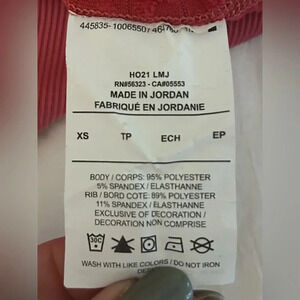 HO21 LMJ
RN#56323 - CA#05553
MADE IN JORDAN
FABRIQUÉ EN JORDANIE
XS TP ECH EP
BODY / CORPS: 95% POLYESTER
5% SPANDEX / ELASTHANNE
RIB / BORD COTE: 89% POLYESTER
11% SPANDEX / ELASTHANNE
EXCLUSIVE OF DECORATION /
DECORATION NON COMPRISE
30C
WASH WITH LIKE COLORS / DO NOT IRON